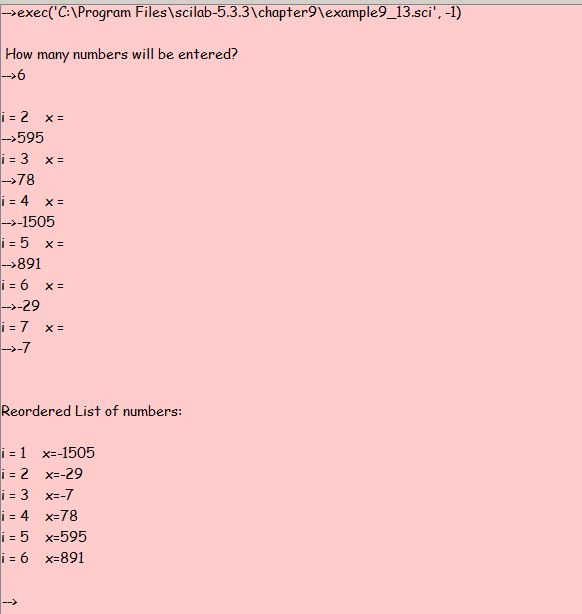 -->exec('C:\Program Files\scilab-5.3.3\chapter9\example9_13.sci', -1)
How many numbers will be entered?
-->6
i = 2 x =
-->595
i = 3 x =
-->78
i = 4 x =
-->-1505
i = 5 x =
-->891
i = 6 x =
-->-29
i = 7 x =
-->-7
Reordered List of numbers:
i = 1 x=-1505
i = 2 x=-29
i = 3 x=-7
i = 4 x=78
i = 5 x=595
i = 6 x=891
-->